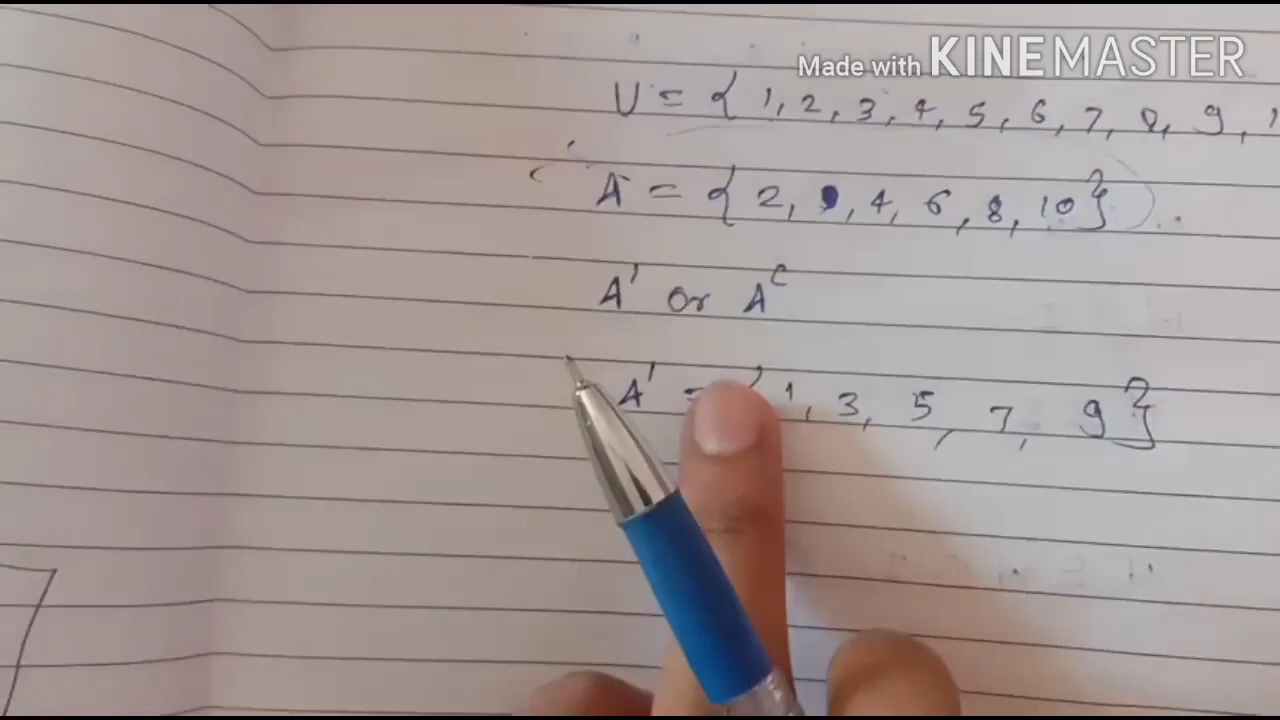 Made with KINEMASTER
U = { 1, 2, 3, 4, 5, 6, 7, 8, 9, 1
A = { 2, 4, 6, 8, 10 }
A' or A^c
A' = { 1, 3, 5, 7, 9 }